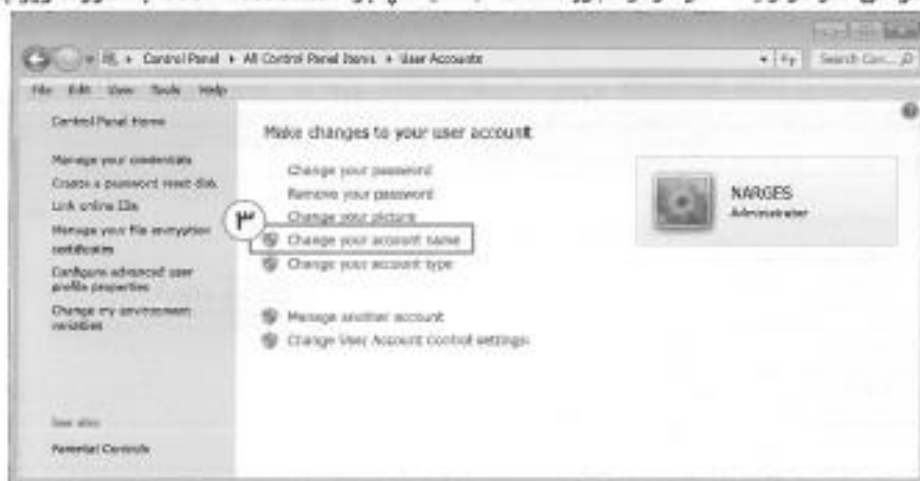 Control Panel ▸ All Control Panel Items ▸ User Accounts
Search Con...
File Edit View Tools Help
Control Panel Home
Manage your credentials
Create a password reset disk
Link online IDs
Manage your file encryption
certificates
Configure advanced user
profile properties
Change my environment
variables
See also
Parental Controls
Make changes to your user account
Change your password
Remove your password
Change your picture
۳
Change your account name
Change your account type
Manage another account
Change User Account Control settings
NARGES
Administrator